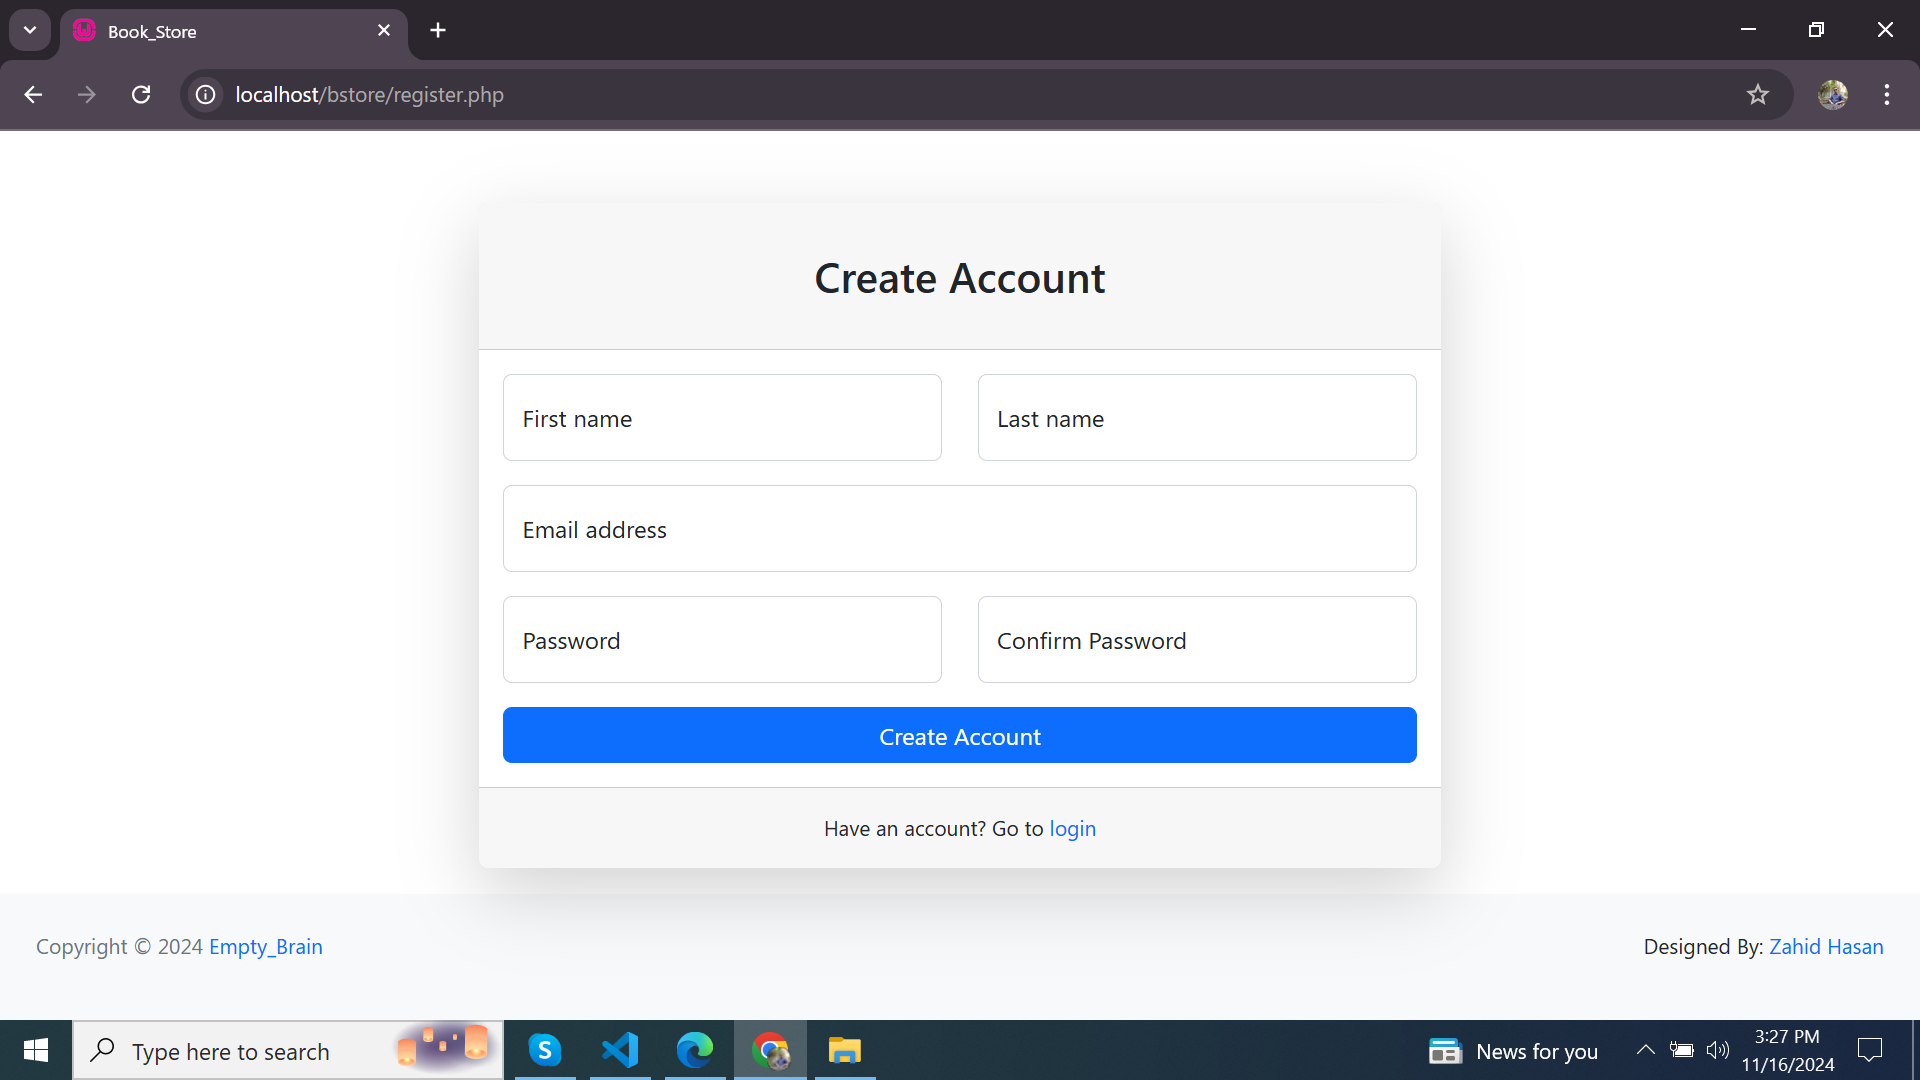 Book_Store
localhost/bstore/register.php
Create Account
First name
Last name
Email address
Password
Confirm Password
Create Account
Have an account? Go to login
Copyright © 2024 Empty_Brain
Designed By: Zahid Hasan
Type here to search
S
News for you
3:27 PM
11/16/2024